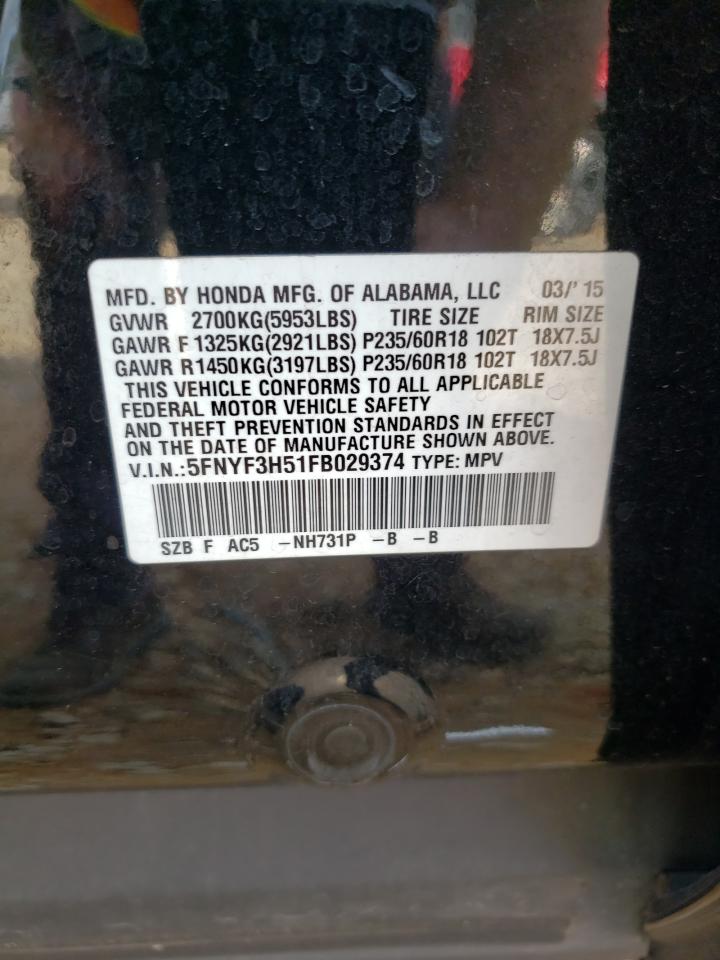 MFD. BY HONDA MFG. OF ALABAMA, LLC 03/'15
GVWR 2700KG(5953LBS) TIRE SIZE RIM SIZE
GAWR F 1325KG(2921LBS) P235/60R18 102T 18X7.5J
GAWR R1450KG(3197LBS) P235/60R18 102T 18X7.5J
THIS VEHICLE CONFORMS TO ALL APPLICABLE
FEDERAL MOTOR VEHICLE SAFETY
AND THEFT PREVENTION STANDARDS IN EFFECT
ON THE DATE OF MANUFACTURE SHOWN ABOVE.
V.I.N.:5FNYF3H51FB029374 TYPE: MPV
SZB F AC5 -NH731P -B -B